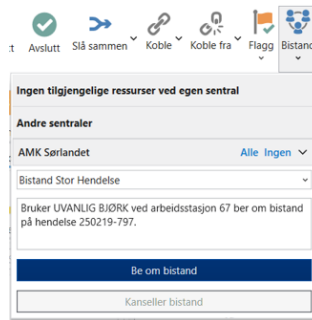 Avslutt Slå sammen Koble Koble fra Flagg Bistand
Ingen tilgjengelige ressurser ved egen sentral
Andre sentraler
AMK Sørlandet Alle Ingen
Bistand Stor Hendelse
Bruker UVANLIG BJØRK ved arbeidsstasjon 67 ber om bistand
på hendelse 250219-797.
Be om bistand
Kanseller bistand